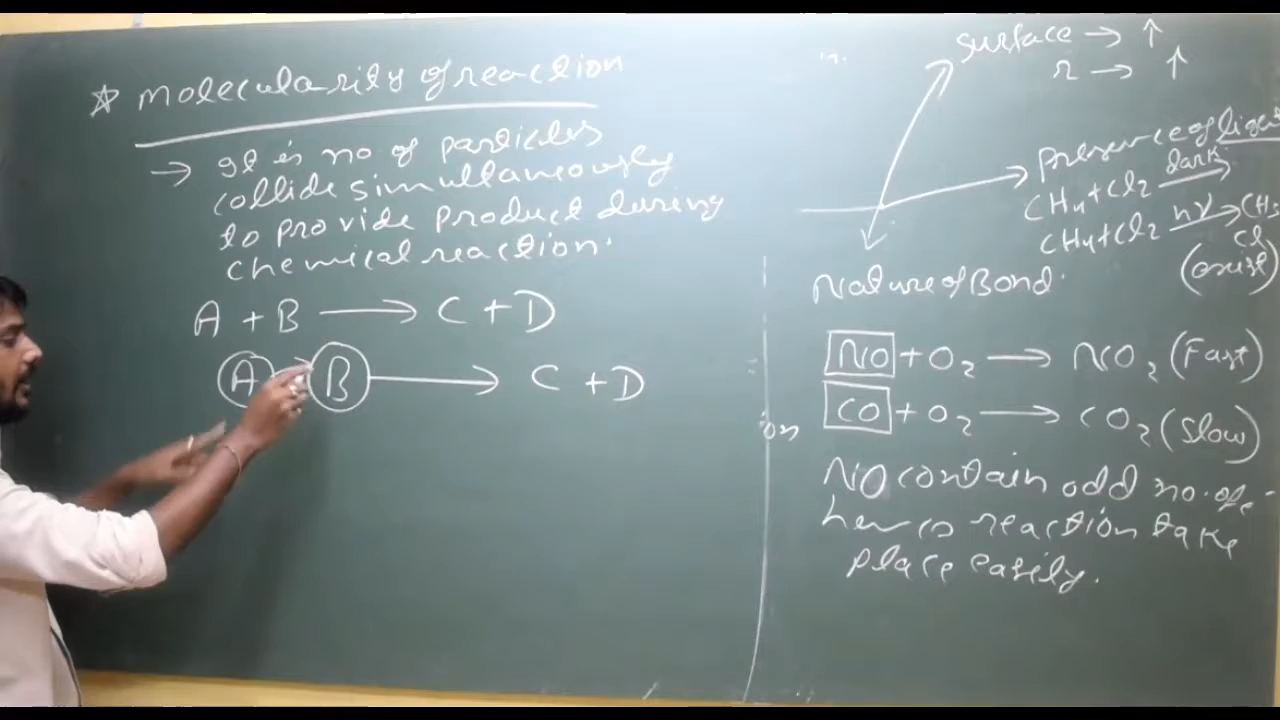 ☆ Molecularity of reaction
→ It is no. of particles
collide simultaneously
to provide product during
chemical reaction.
A + B ⟶ C + D
A → B ⟶ C + D
surface → ↑
r → ↑
presence of light
CH4 + Cl2 dark →
CH4 + Cl2 hν → CH3
Cl
Nature of Bond.
NO + O2 ⟶ NO2 (Fast)
CO + O2 ⟶ CO2 (Slow)
NO contain odd no. of e-
hence reaction take
place easily.